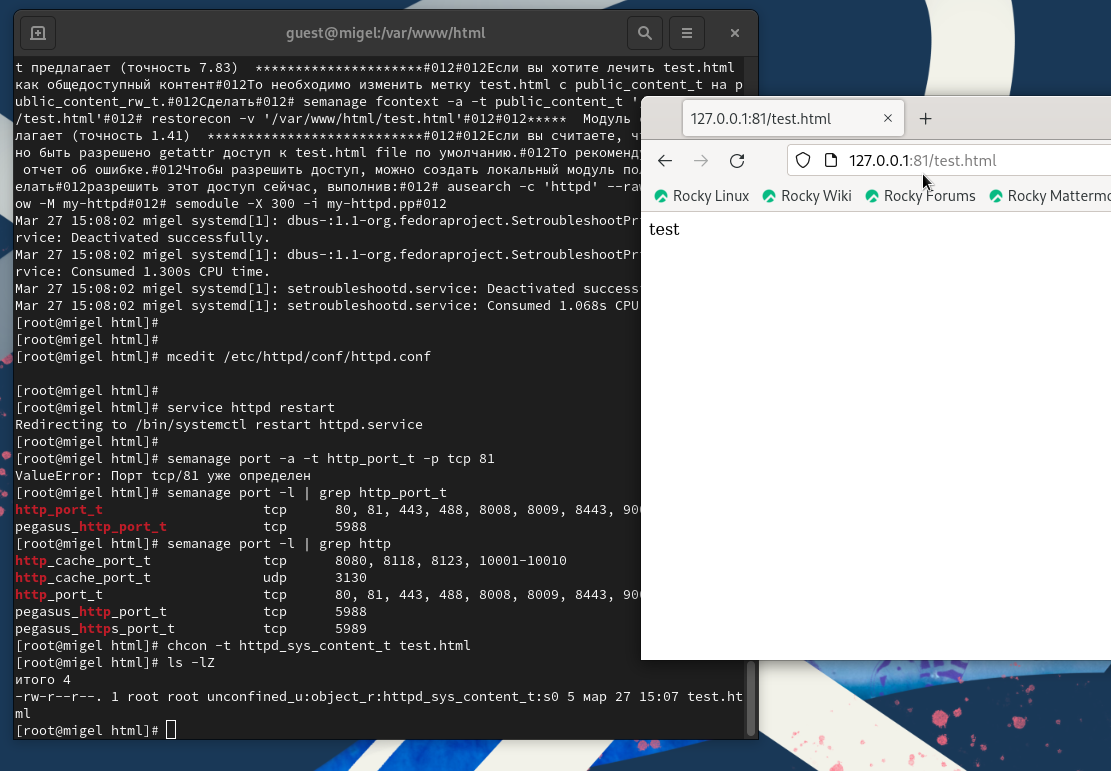 guest@migel:/var/www/html
t предлагает (точность 7.83)  *********************#012#012Если вы хотите лечить test.html
как общедоступный контент#012То необходимо изменить метку test.html с public_content_t на p
ublic_content_rw_t.#012Сделать#012# semanage fcontext -a -t public_content_t '
/test.html'#012# restorecon -v '/var/www/html/test.html'#012#012*****  Модуль
лагает (точность 1.41)  **************************#012#012Если вы считаете,
но быть разрешено getattr доступ к test.html file по умолчанию.#012То
отчет об ошибке.#012Чтобы разрешить доступ, можно создать локальный модуль
елать#012разрешить этот доступ сейчас, выполнив:#012# ausearch -c 'httpd'
ow -M my-httpd#012# semodule -X 300 -i my-httpd.pp#012
Mar 27 15:08:02 migel systemd[1]: dbus-:1.1-org.fedoraproject.SetroubleshootPr
rvice: Deactivated successfully.
Mar 27 15:08:02 migel systemd[1]: dbus-:1.1-org.fedoraproject.SetroubleshootPr
rvice: Consumed 1.300s CPU time.
Mar 27 15:08:02 migel systemd[1]: setroubleshootd.service: Deactivated success
Mar 27 15:08:02 migel systemd[1]: setroubleshootd.service: Consumed 1.068s CPU
[root@migel html]#
[root@migel html]#
[root@migel html]# mcedit /etc/httpd/conf/httpd.conf
[root@migel html]#
[root@migel html]# service httpd restart
Redirecting to /bin/systemctl restart httpd.service
[root@migel html]#
[root@migel html]# semanage port -a -t http_port_t -p tcp 81
ValueError: Порт tcp/81 уже определен
[root@migel html]# semanage port -l | grep http_port_t
http_port_t                    tcp      80, 81, 443, 488, 8008, 8009, 8443,
pegasus_http_port_t            tcp      5988
[root@migel html]# semanage port -l | grep http
http_cache_port_t              tcp      8080, 8118, 8123, 10001-10010
http_cache_port_t              udp      3130
http_port_t                    tcp      80, 81, 443, 488, 8008, 8009, 8443,
pegasus_http_port_t            tcp      5988
pegasus_https_port_t           tcp      5989
[root@migel html]# chcon -t httpd_sys_content_t test.html
[root@migel html]# ls -lZ
итого 4
-rw-r--r--. 1 root root unconfined_u:object_r:httpd_sys_content_t:s0 5 мар 27 15:07 test.ht
ml
[root@migel html]#
127.0.0.1:81/test.html
127.0.0.1:81/test.html
Rocky Linux Rocky Wiki Rocky Forums Rocky Mattermo
test